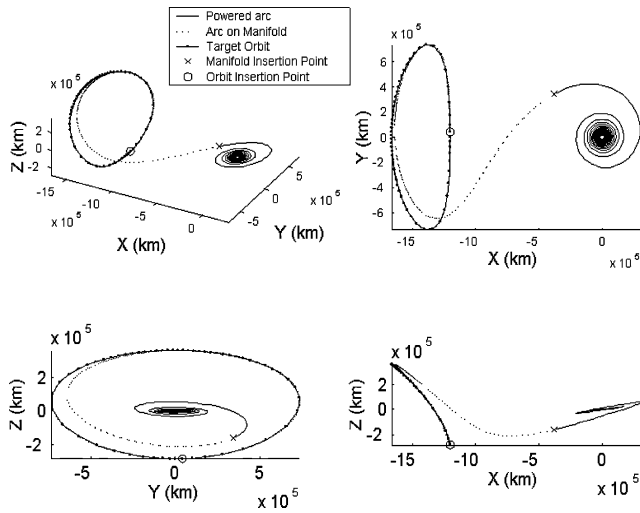 Powered arc
Arc on Manifold
Target Orbit
Manifold Insertion Point
Orbit Insertion Point
x 10 5
Z (km)
2
0
-2
-15
-10
-5
0
x 10 5
X (km)
-5
0
5
x 10 5
Y (km)
x 10 5
Y (km)
6
4
2
0
-2
-4
-6
-15
-10
-5
0
X (km)
x 10 5
x 10 5
Z (km)
2
0
-2
-5
0
5
Y (km)
x 10 5
x 10 5
Z (km)
2
0
-2
-15
-10
-5
0
X (km)
x 10 5